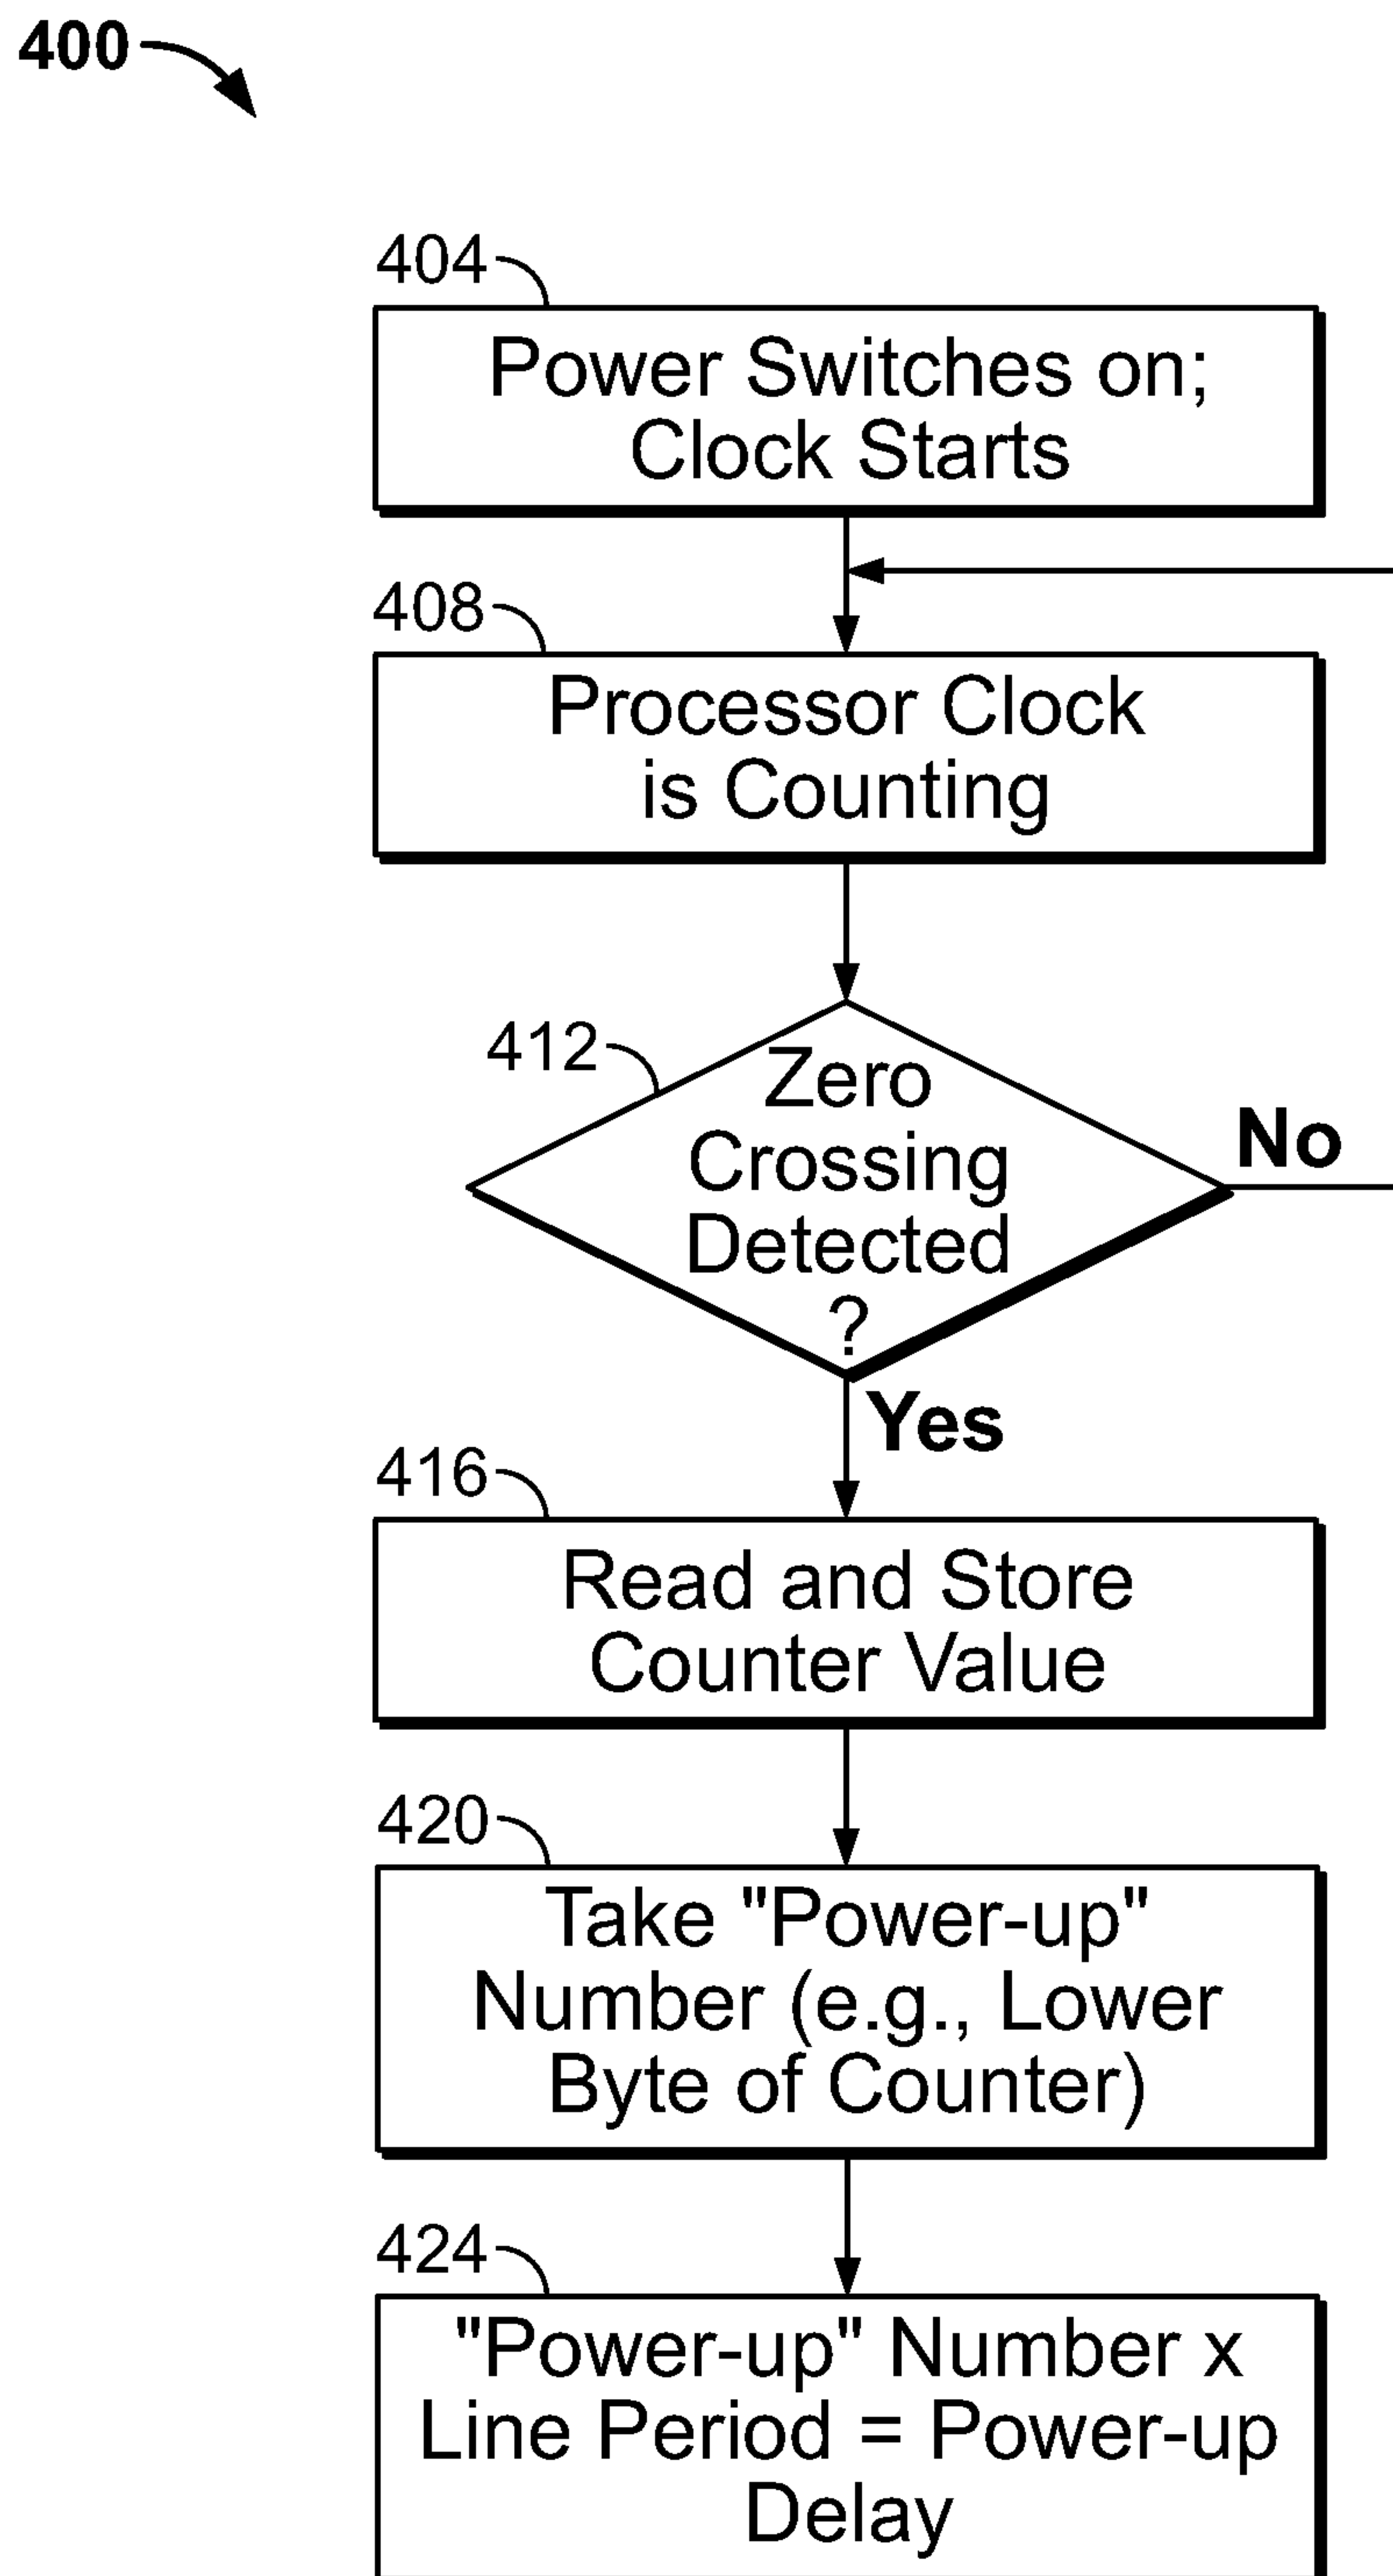 400
404
Power Switches on;
Clock Starts
408
Processor Clock
is Counting
412
Zero
Crossing
Detected
?
No
Yes
416
Read and Store
Counter Value
420
Take "Power-up"
Number (e.g., Lower
Byte of Counter)
424
"Power-up" Number x
Line Period = Power-up
Delay